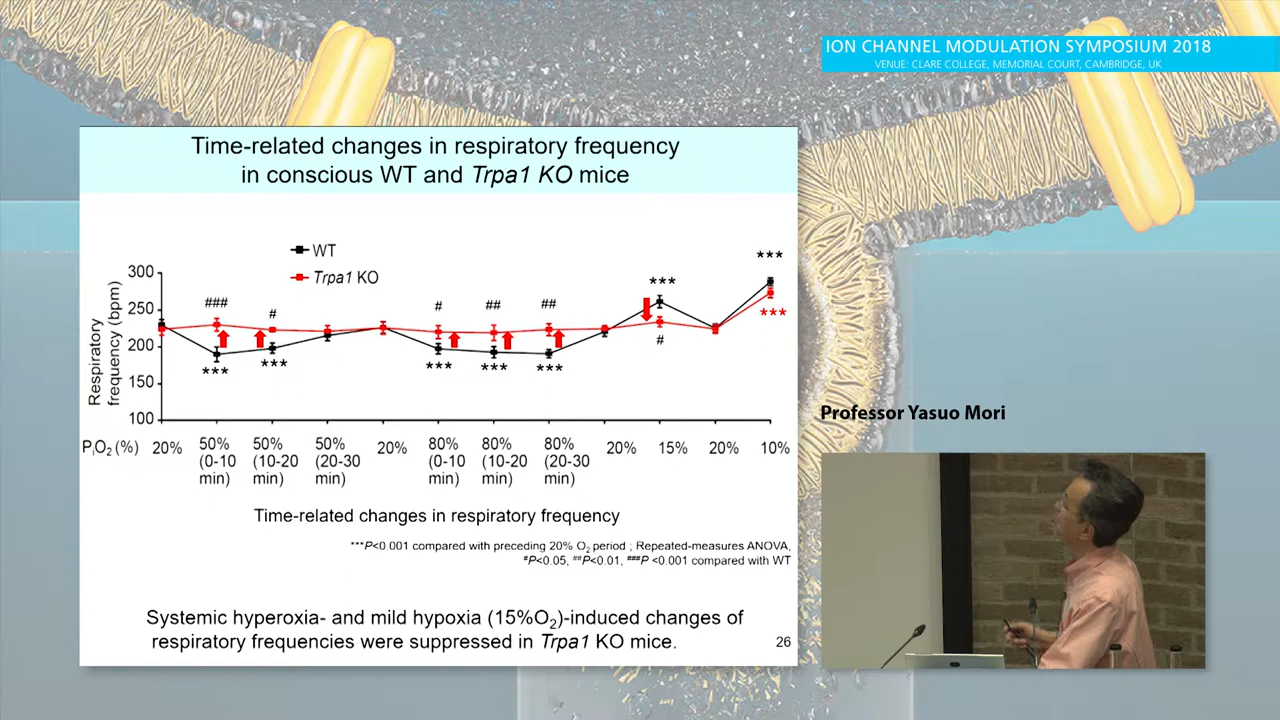 ION CHANNEL MODULATION SYMPOSIUM 2018
VENUE: CLARE COLLEGE, MEMORIAL COURT, CAMBRIDGE, UK
Time-related changes in respiratory frequency
in conscious WT and Trpa1 KO mice
WT
Trpa1 KO
Respiratory
frequency (bpm)
300
250
200
150
100
###
#
#
##
##
***
***
***
***
***
***
***
#
***
***
PiO2 (%)
20%
50%
(0-10
min)
50%
(10-20
min)
50%
(20-30
min)
20%
80%
(0-10
min)
80%
(10-20
min)
80%
(20-30
min)
20%
15%
20%
10%
Time-related changes in respiratory frequency
***P<0.001 compared with preceding 20% O2 period ; Repeated-measures ANOVA,
#P<0.05, ##P<0.01, ###P <0.001 compared with WT
Systemic hyperoxia- and mild hypoxia (15%O2)-induced changes of
respiratory frequencies were suppressed in Trpa1 KO mice.
26
Professor Yasuo Mori